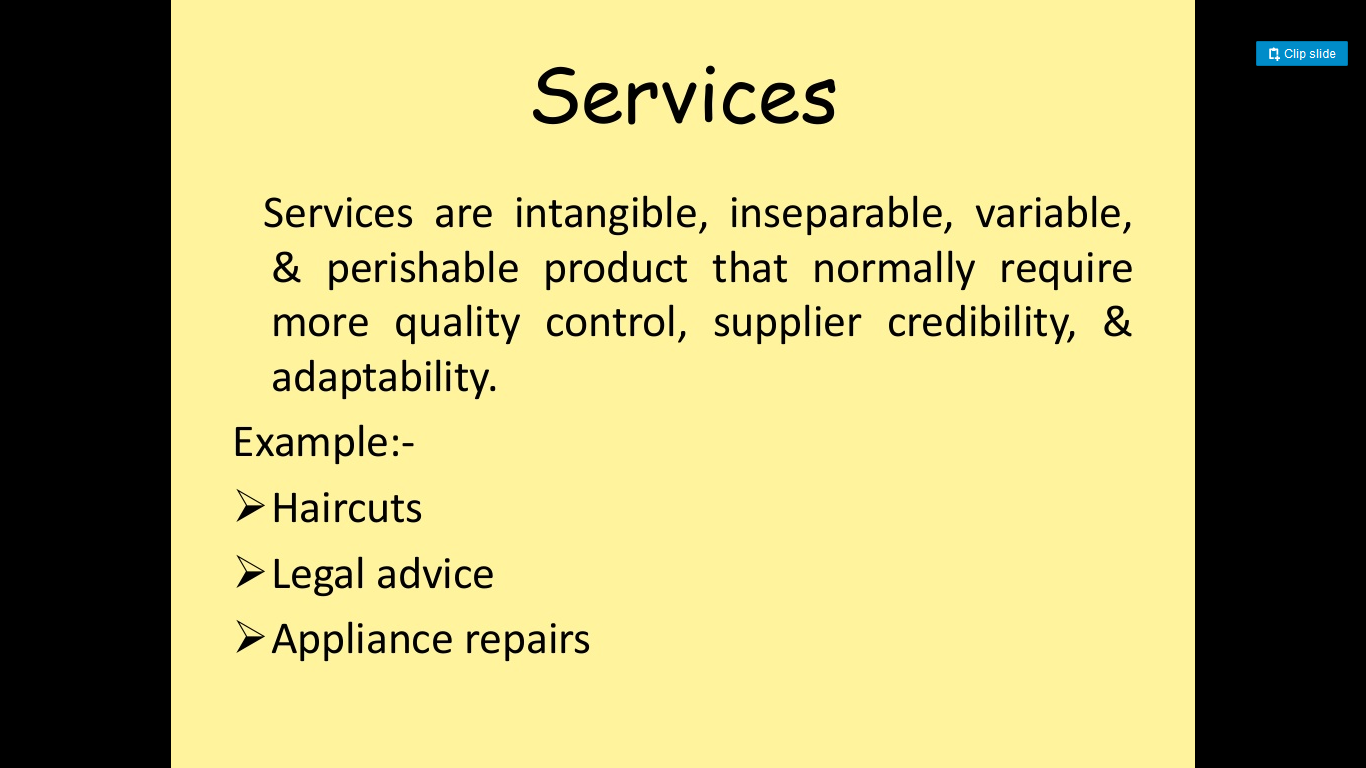 Clip slide
Services
Services are intangible, inseparable, variable,
& perishable product that normally require
more quality control, supplier credibility, &
adaptability.
Example:-
➢Haircuts
➢Legal advice
➢Appliance repairs